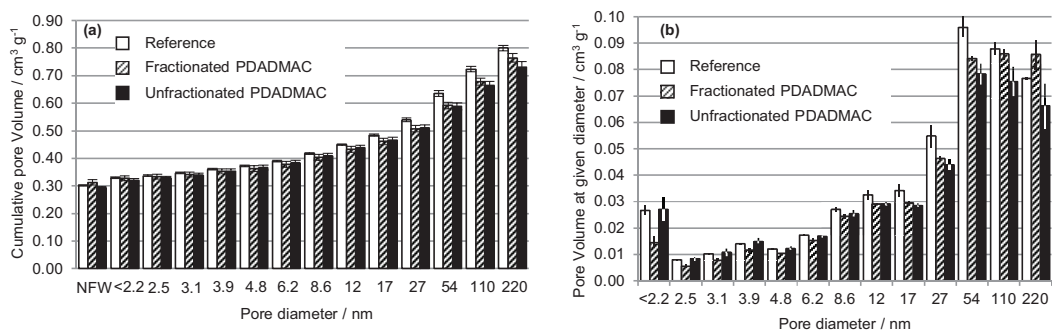 (a)
Reference
Fractionated PDADMAC
Unfractionated PDADMAC
Cumulative pore Volume / cm³ g⁻¹
0.90
0.80
0.70
0.60
0.50
0.40
0.30
0.20
0.10
0.00
NFW <2.2 2.5 3.1 3.9 4.8 6.2 8.6 12 17 27 54 110 220
Pore diameter / nm
(b)
Reference
Fractionated PDADMAC
Unfractionated PDADMAC
Pore Volume at given diameter / cm³ g⁻¹
0.10
0.09
0.08
0.07
0.06
0.05
0.04
0.03
0.02
0.01
0.00
<2.2 2.5 3.1 3.9 4.8 6.2 8.6 12 17 27 54 110 220
Pore diameter / nm